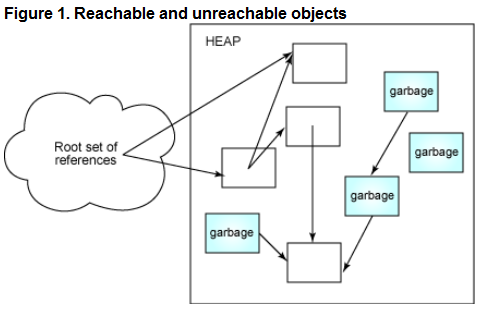 Figure 1. Reachable and unreachable objects
HEAP
garbage
Root set of
references
garbage
garbage
garbage